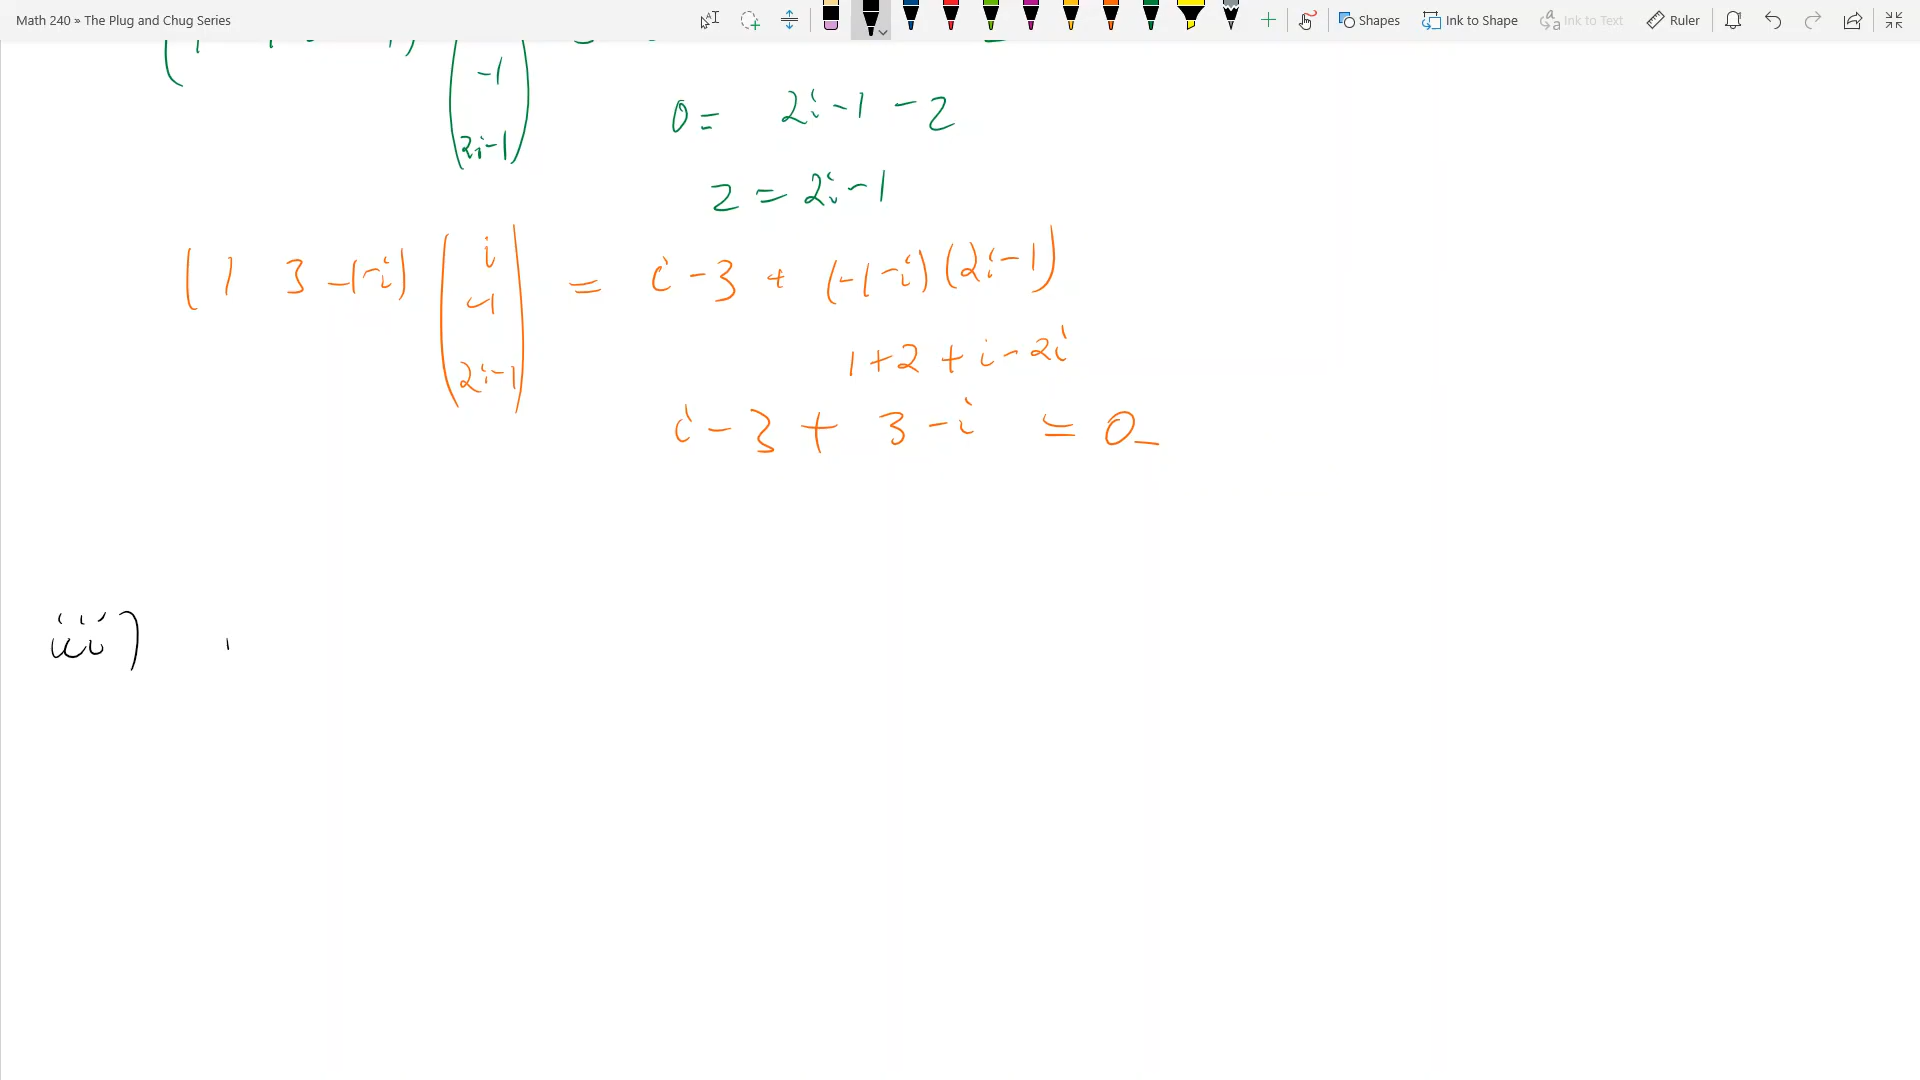 Math 240 » The Plug and Chug Series
Shapes
Ink to Shape
Ink to Text
Ruler
-1
2i-1
0 = 2i-1 - z
z = 2i-1
(1 3 -1-i) (i -1 2i-1) = i - 3 + (-1-i)(2i-1)
1+2 + i - 2i
i - 3 + 3 - i = 0
iii)